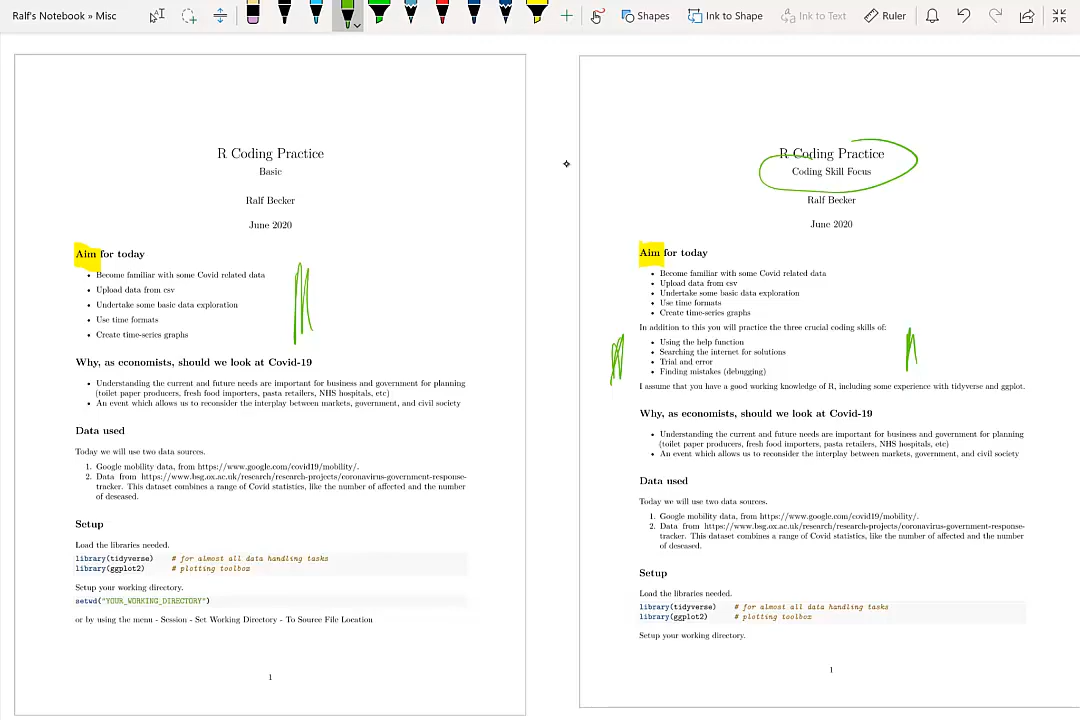 Ralf's Notebook » Misc
Shapes
Ink to Shape
Ink to Text
Ruler
R Coding Practice
Basic
Ralf Becker
June 2020
Aim for today
• Become familiar with some Covid related data
• Upload data from csv
• Undertake some basic data exploration
• Use time formats
• Create time-series graphs
Why, as economists, should we look at Covid-19
• Understanding the current and future needs are important for business and government for planning
(toilet paper producers, fresh food importers, pasta retailers, NHS hospitals, etc)
• An event which allows us to reconsider the interplay between markets, government, and civil society
Data used
Today we will use two data sources.
1. Google mobility data, from https://www.google.com/covid19/mobility/.
2. Data from https://www.bsg.ox.ac.uk/research/research-projects/coronavirus-government-response-
tracker. This dataset combines a range of Covid statistics, like the number of affected and the number
of deseased.
Setup
Load the libraries needed.
library(tidyverse) # for almost all data handling tasks
library(ggplot2) # plotting toolbox
Setup your working directory.
setwd("YOUR_WORKING_DIRECTORY")
or by using the menu - Session - Set Working Directory - To Source File Location
1
R Coding Practice
Coding Skill Focus
Ralf Becker
June 2020
Aim for today
• Become familiar with some Covid related data
• Upload data from csv
• Undertake some basic data exploration
• Use time formats
• Create time-series graphs
In addition to this you will practice the three crucial coding skills of:
• Using the help function
• Searching the internet for solutions
• Trial and error
• Finding mistakes (debugging)
I assume that you have a good working knowledge of R, including some experience with tidyverse and ggplot.
Why, as economists, should we look at Covid-19
• Understanding the current and future needs are important for business and government for planning
(toilet paper producers, fresh food importers, pasta retailers, NHS hospitals, etc)
• An event which allows us to reconsider the interplay between markets, government, and civil society
Data used
Today we will use two data sources.
1. Google mobility data, from https://www.google.com/covid19/mobility/.
2. Data from https://www.bsg.ox.ac.uk/research/research-projects/coronavirus-government-response-
tracker. This dataset combines a range of Covid statistics, like the number of affected and the number
of deseased.
Setup
Load the libraries needed.
library(tidyverse) # for almost all data handling tasks
library(ggplot2) # plotting toolbox
Setup your working directory.
1